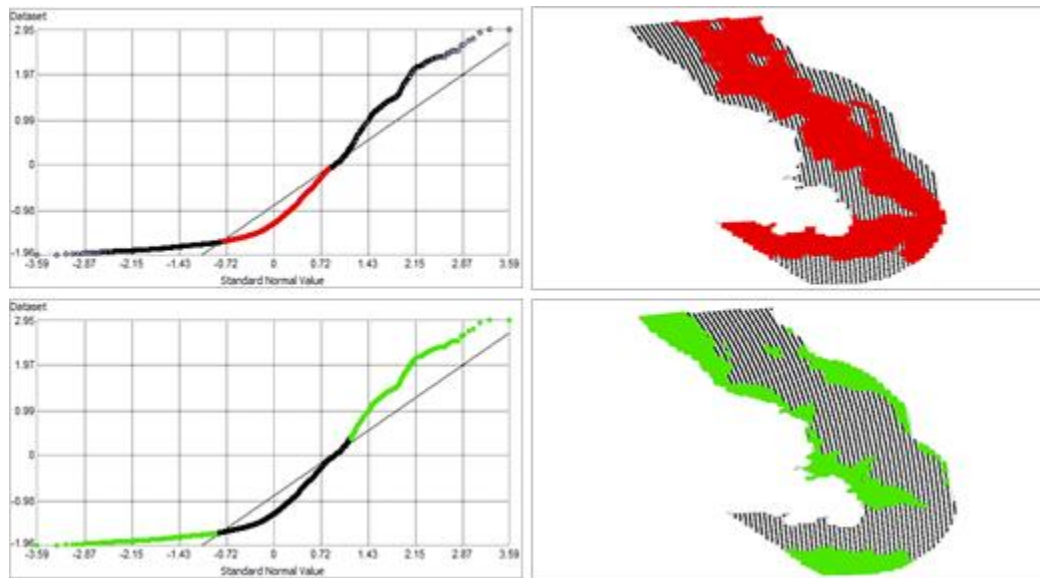 Dataset
2.95
1.97
0.99
0
-0.98
-1.96
-3.59 -2.87 -2.15 -1.43 -0.72 0 0.72 1.43 2.15 2.87 3.59
Standard Normal Value
Dataset
2.95
1.97
0.99
0
-0.98
-1.96
-3.59 -2.87 -2.15 -1.43 -0.72 0 0.72 1.43 2.15 2.87 3.59
Standard Normal Value